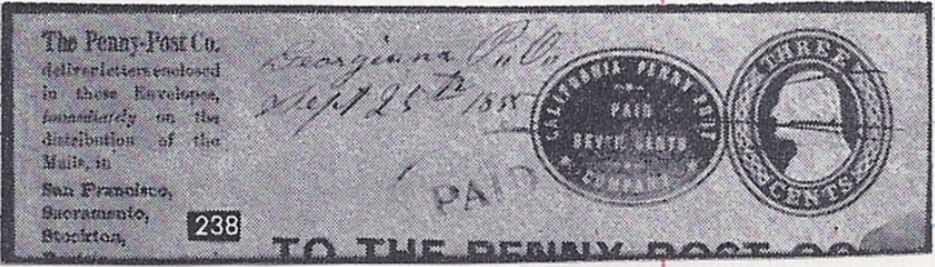 The Penny-Post Co.
deliver letters enclosed
in these Envelopes,
immediately on the
distribution of the
Mails, in
San Francisco,
Sacramento,
Stockton,
238
Georgiana
Sept 25th 185
PAID
CALIFORNIA PENNY POST
PAID
SEVEN CENTS
COMPANY
THREE
CENTS
TO THE PENNY POST CO